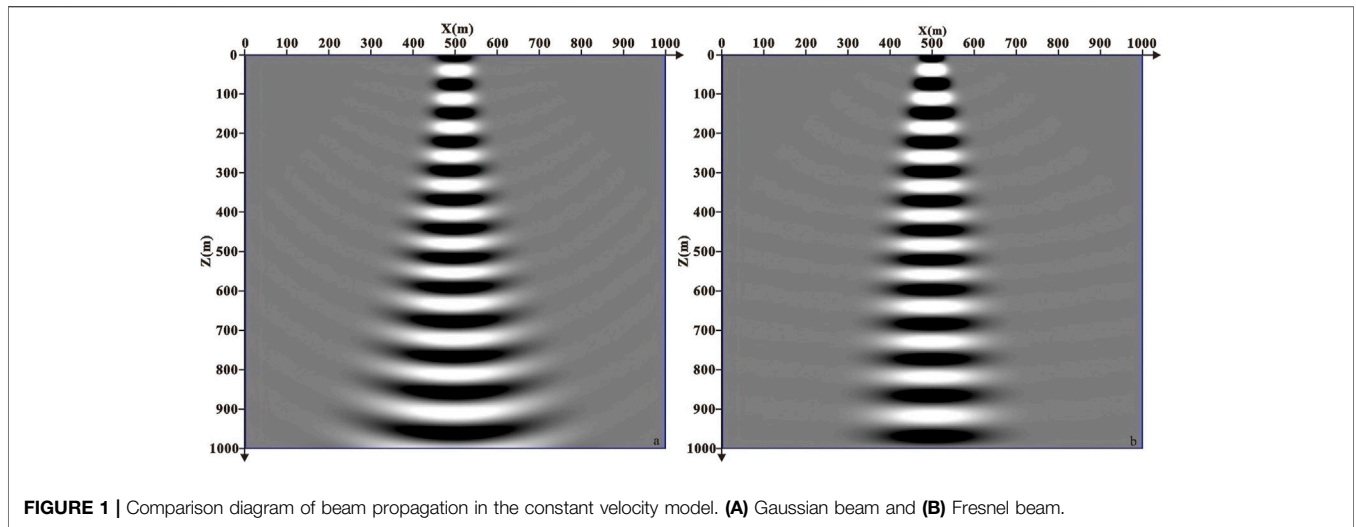 X(m)
0 100 200 300 400 500 600 700 800 900 1000
0
100
200
300
400
500
600
700
800
900
1000
Z(m)
a
X(m)
0 100 200 300 400 500 600 700 800 900 1000
0
100
200
300
400
500
600
700
800
900
1000
Z(m)
b
FIGURE 1 | Comparison diagram of beam propagation in the constant velocity model. (A) Gaussian beam and (B) Fresnel beam.